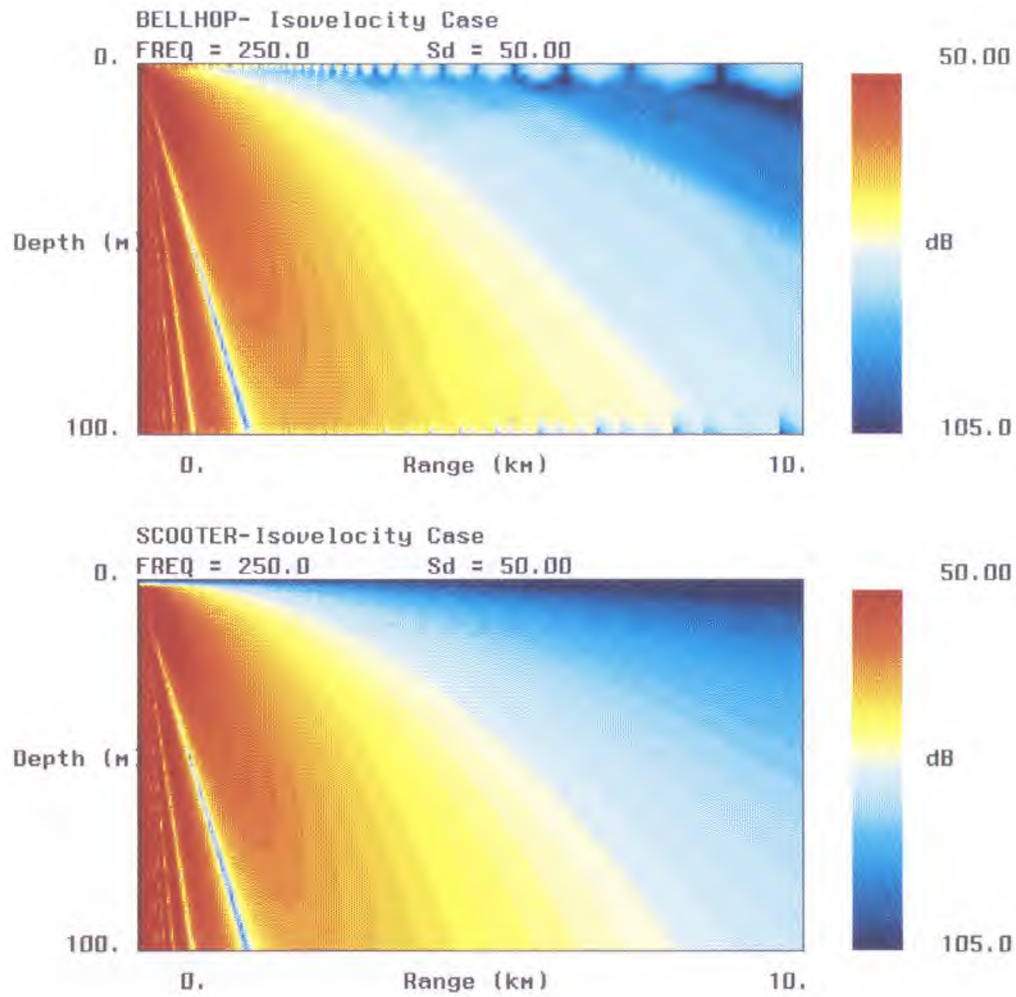 BELLHOP- Isovelocity Case
FREQ = 250.0 Sd = 50.00
0.
50.00
Depth (м
dB
100.
105.0
0. Range (км) 10.
SCOOTER-Isovelocity Case
FREQ = 250.0 Sd = 50.00
0.
50.00
Depth (м
dB
100.
105.0
0. Range (км) 10.